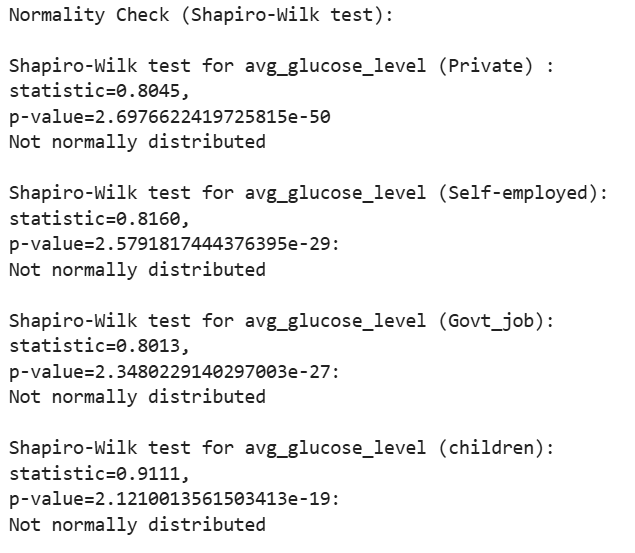 Normality Check (Shapiro-Wilk test):
Shapiro-Wilk test for avg_glucose_level (Private) :
statistic=0.8045,
p-value=2.6976622419725815e-50
Not normally distributed
Shapiro-Wilk test for avg_glucose_level (Self-employed):
statistic=0.8160,
p-value=2.5791817444376395e-29:
Not normally distributed
Shapiro-Wilk test for avg_glucose_level (Govt_job):
statistic=0.8013,
p-value=2.3480229140297003e-27:
Not normally distributed
Shapiro-Wilk test for avg_glucose_level (children):
statistic=0.9111,
p-value=2.1210013561503413e-19:
Not normally distributed